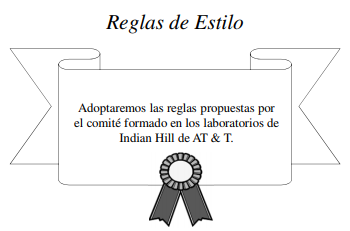 Reglas de Estilo
Adoptaremos las reglas propuestas por
el comité formado en los laboratorios de
Indian Hill de AT & T.